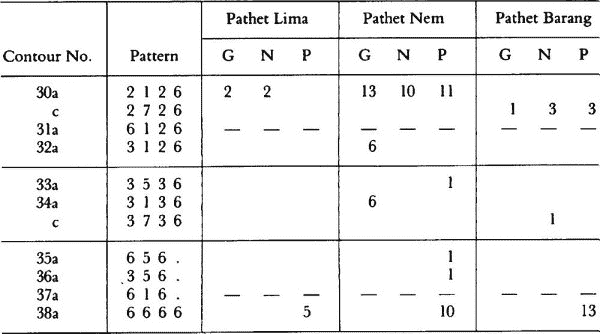 Pathet Lima Pathet Nem Pathet Barang
Contour No. Pattern G N P G N P G N P
30a 2 1 2 6 2 2 13 10 11
c 2 7 2 6 1 3 3
31a 6 1 2 6 — — — — — — — — —
32a 3 1 2 6 6
33a 3 5 3 6 1
34a 3 1 3 6 6
c 3 7 3 6 1
35a 6 5 6 . 1
36a 3 5 6 . 1
37a 6 1 6 . — — — — — — — — —
38a 6 6 6 6 5 10 13